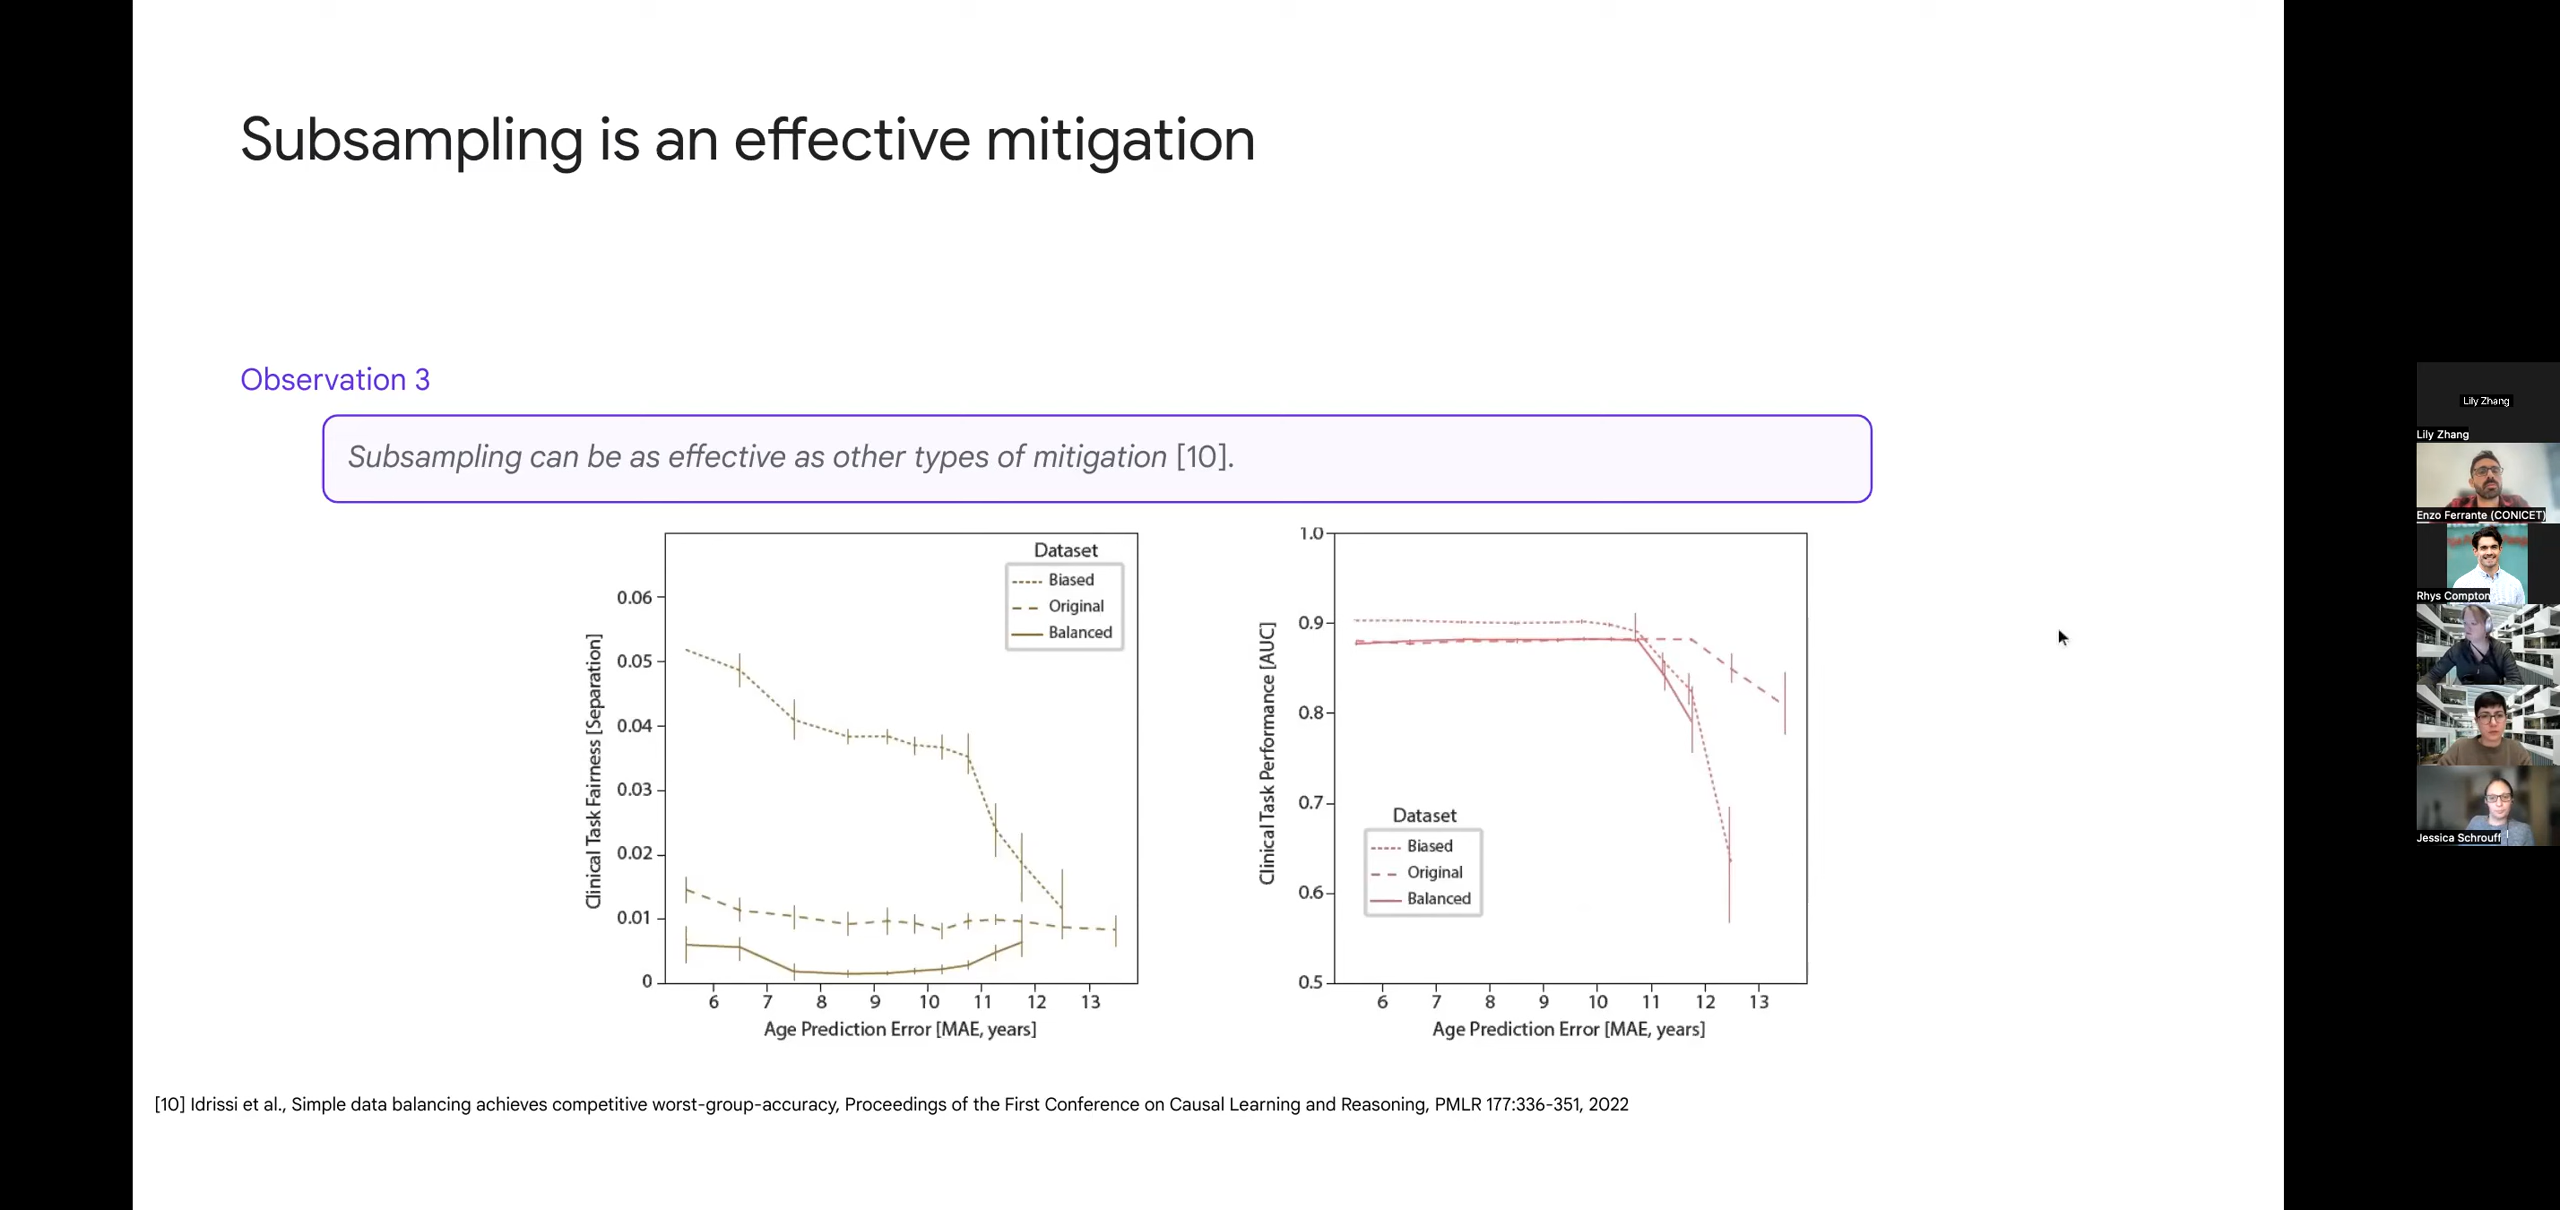 Subsampling is an effective mitigation
Observation 3
Subsampling can be as effective as other types of mitigation [10].
Clinical Task Fairness [Separation]
0.06
0.05
0.04
0.03
0.02
0.01
0
Dataset
Biased
Original
Balanced
6 7 8 9 10 11 12 13
Age Prediction Error [MAE, years]
Clinical Task Performance [AUC]
1.0
0.9
0.8
0.7
0.6
0.5
Dataset
Biased
Original
Balanced
6 7 8 9 10 11 12 13
Age Prediction Error [MAE, years]
[10] Idrissi et al., Simple data balancing achieves competitive worst-group-accuracy, Proceedings of the First Conference on Causal Learning and Reasoning, PMLR 177:336-351, 2022
Lily Zhang
Lily Zhang
Enzo Ferrante (CONICET)
Rhys Compton
Jessica Schrouff